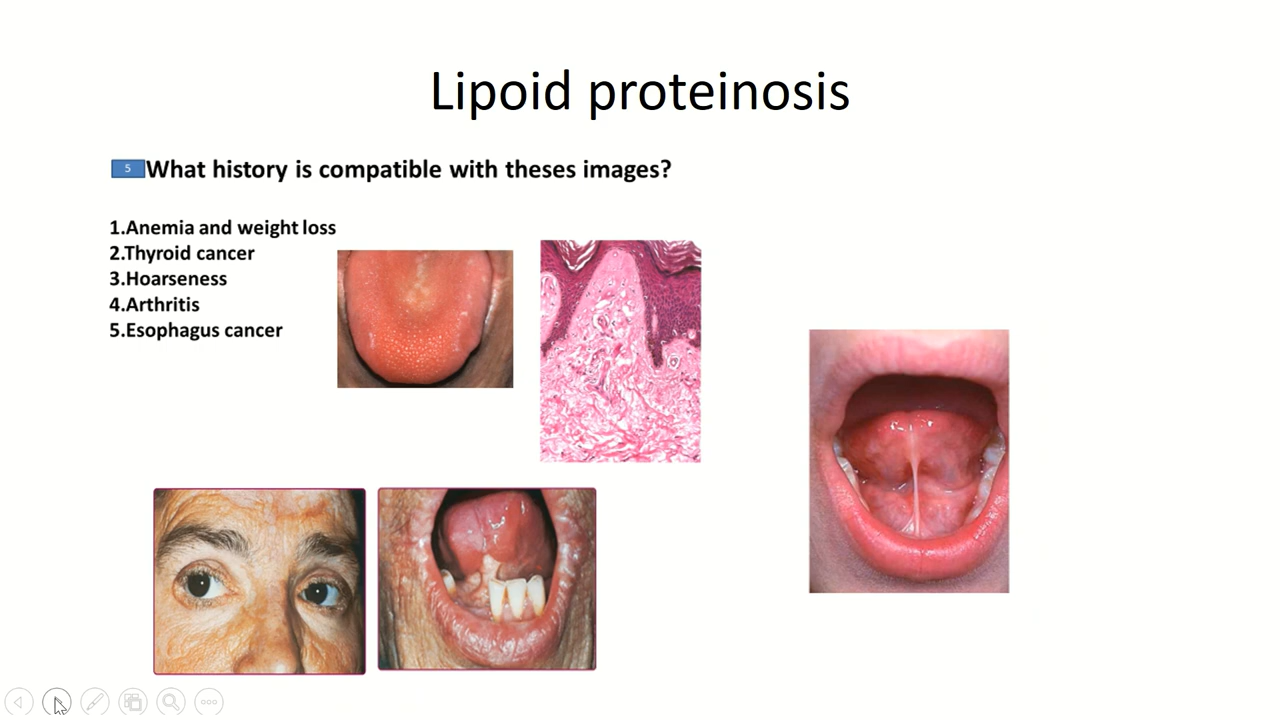 Lipoid proteinosis
5 What history is compatible with theses images?
1.Anemia and weight loss
2.Thyroid cancer
3.Hoarseness
4.Arthritis
5.Esophagus cancer